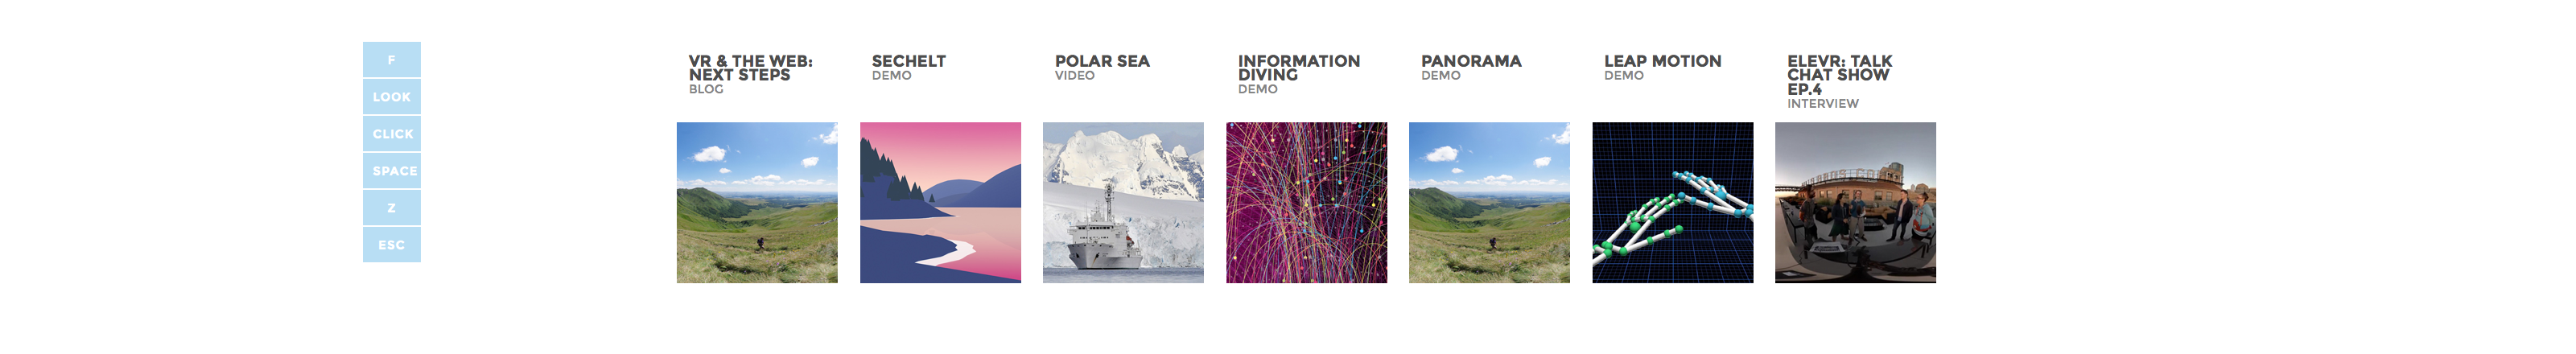 F
LOOK
CLICK
SPACE
Z
ESC
VR & THE WEB:
NEXT STEPS
BLOG
SECHELT
DEMO
POLAR SEA
VIDEO
INFORMATION
DIVING
DEMO
PANORAMA
DEMO
LEAP MOTION
DEMO
ELEVR: TALK
CHAT SHOW
EP.4
INTERVIEW